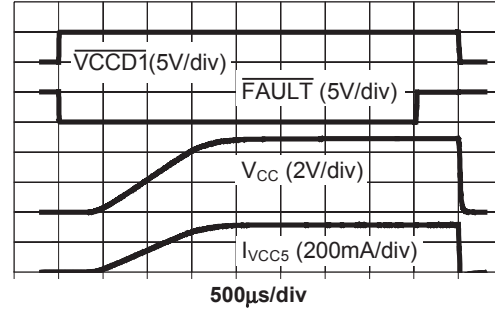 VCCD1(5V/div)
FAULT (5V/div)
VCC (2V/div)
IVCC5 (200mA/div)
500µs/div